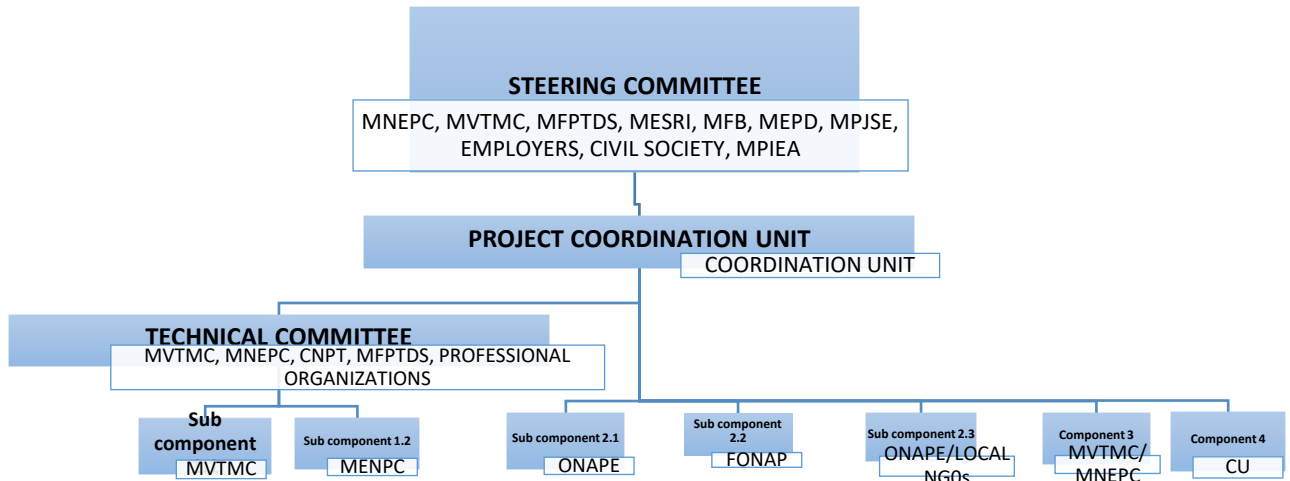 STEERING COMMITTEE
MNEPC, MVTMC, MFPTDS, MESRI, MFB, MEPD, MPJSE,
EMPLOYERS, CIVIL SOCIETY, MPIEA
PROJECT COORDINATION UNIT
COORDINATION UNIT
TECHNICAL COMMITTEE
MVTMC, MNEPC, CNPT, MFPTDS, PROFESSIONAL
ORGANIZATIONS
Sub
component
MVTMC
Sub component 1.2
MENPC
Sub component 2.1
ONAPE
Sub component
2.2
FONAP
Sub component 2.3
ONAPE/LOCAL
NG0s
Component 3
MVTMC/
MNEPC
Component 4
CU